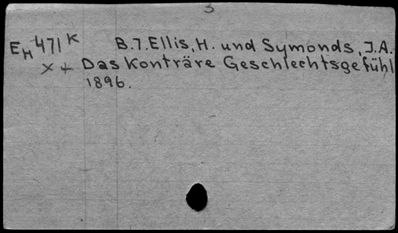 3
EH 471 K B.7. Ellis, H. und Symonds, J.A.
x + Das Konträre Geschlechtsgefühl
1896.